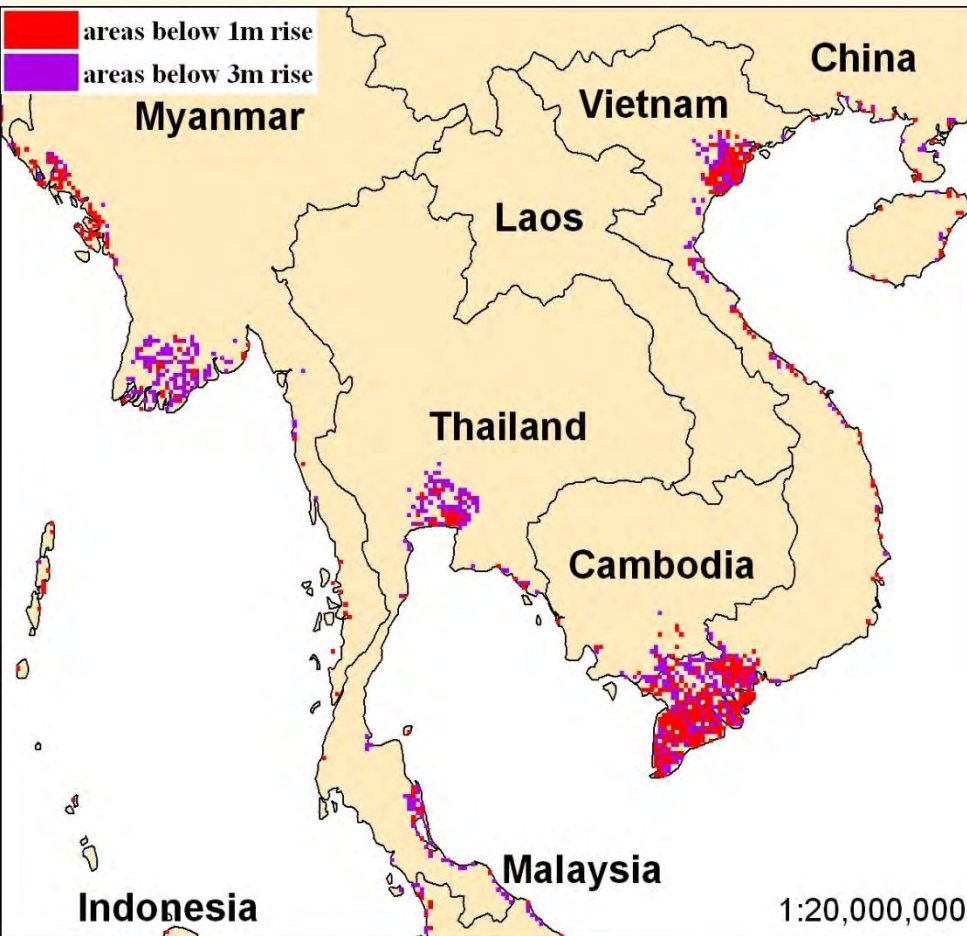 areas below 1m rise
areas below 3m rise
China
Myanmar
Vietnam
Laos
Thailand
Cambodia
Malaysia
Indonesia
1:20,000,000